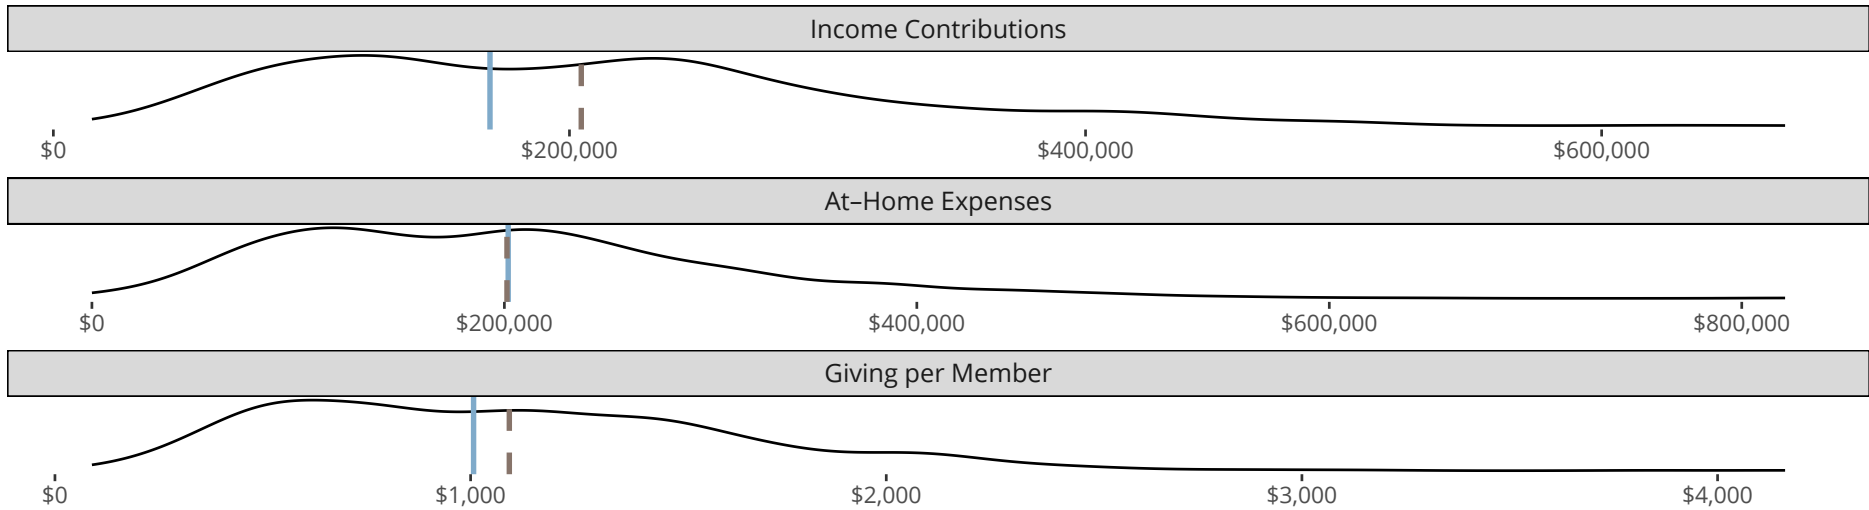 Income Contributions
$0 $200,000 $400,000 $600,000
At–Home Expenses
$0 $200,000 $400,000 $600,000 $800,000
Giving per Member
$0 $1,000 $2,000 $3,000 $4,000